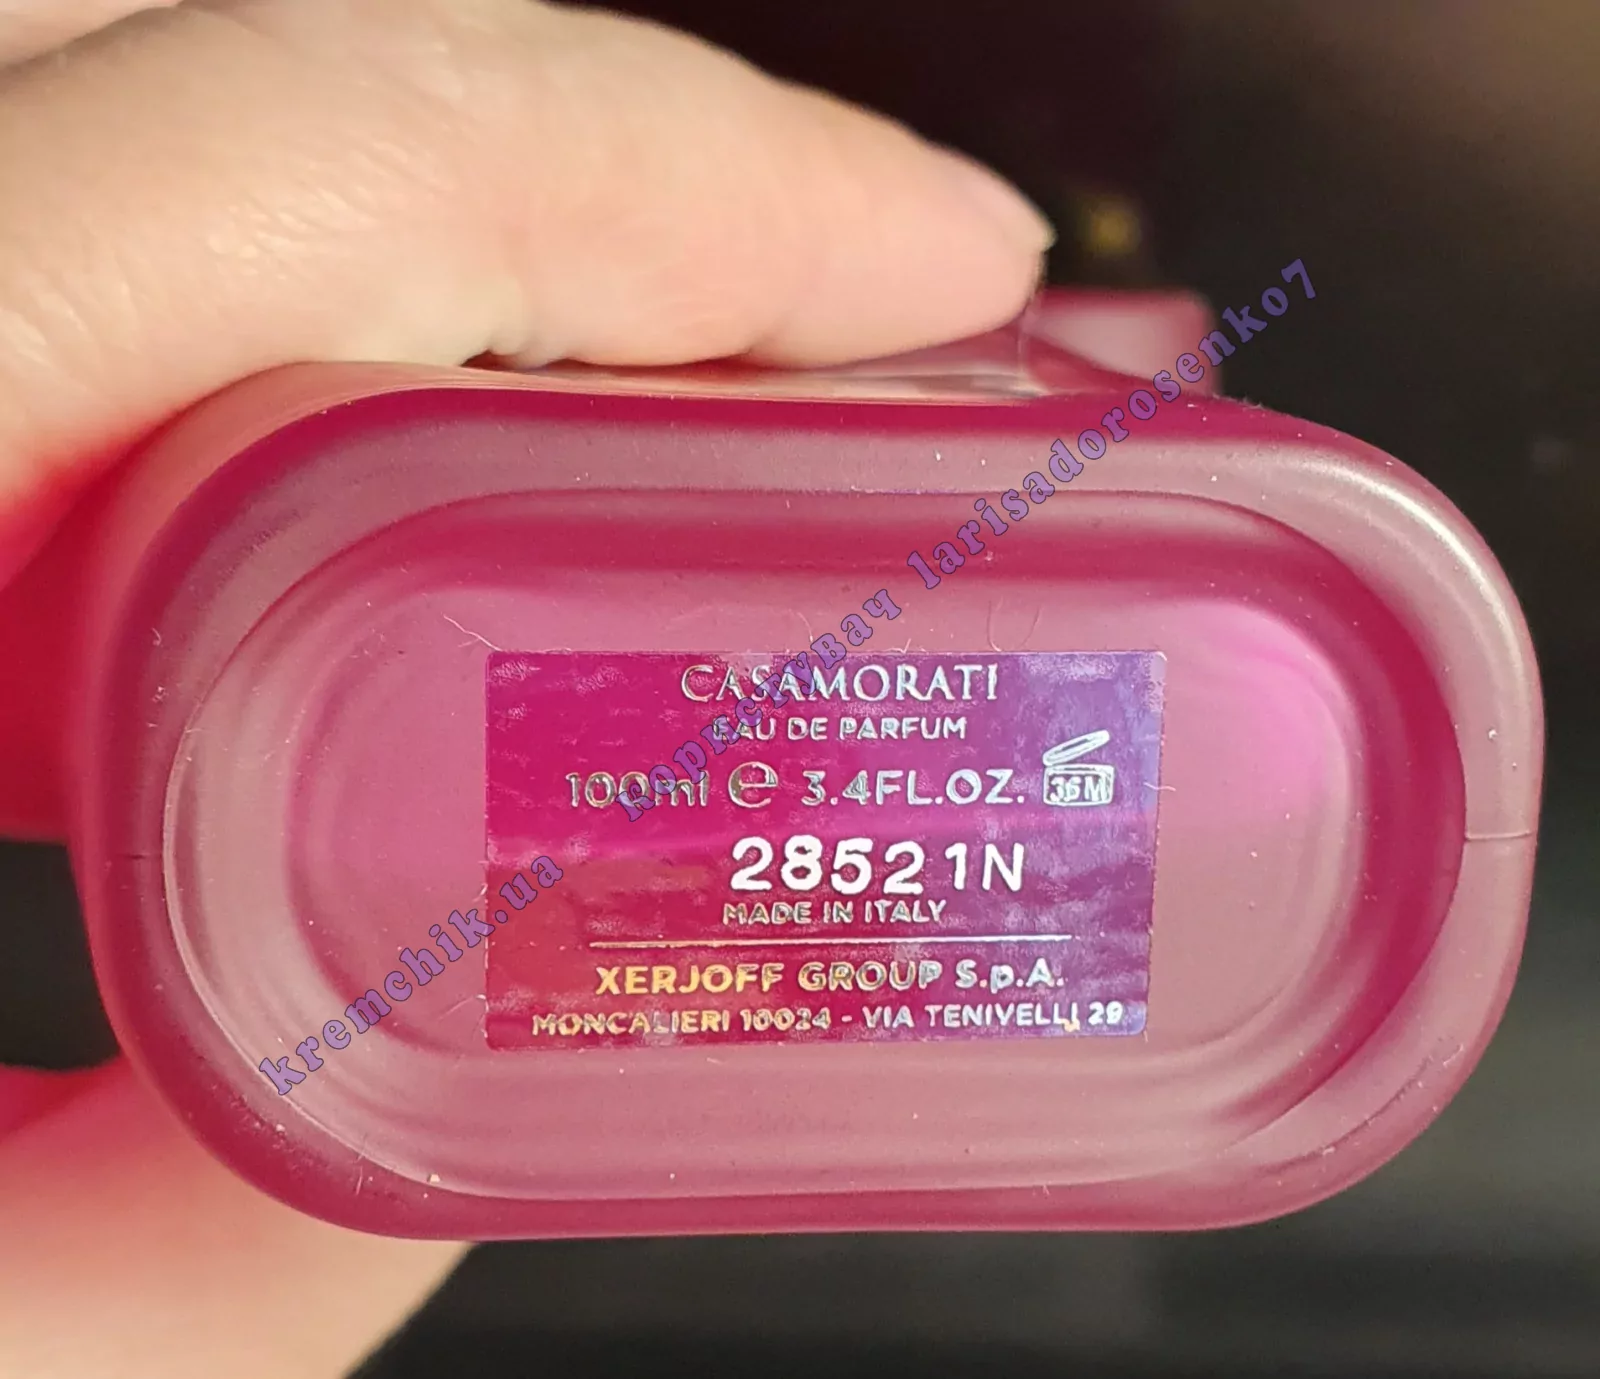 CASAMORATI
EAU DE PARFUM
100ml e 3.4FL.OZ. 36M
28521N
MADE IN ITALY
XERJOFF GROUP S.p.A.
MONCALIERI 10024 - VIA TENIVELLI 29
kremchik.ua користувач larisadorosenko7